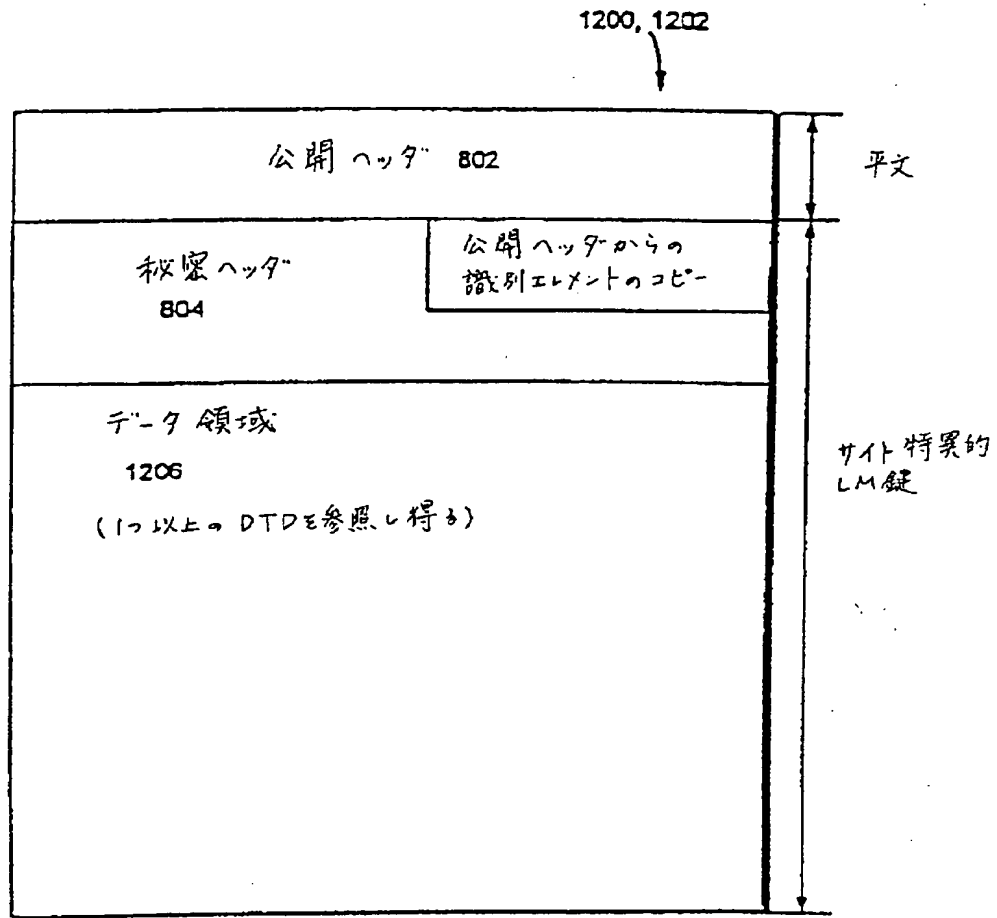 1200, 1202
公開ヘッダ 802
平文
秘密ヘッダ
804
公開ヘッダからの
識別エレメントのコピー
データ領域
1206
(1つ以上のDTDを参照し得る)
サイト特異的
LM鍵